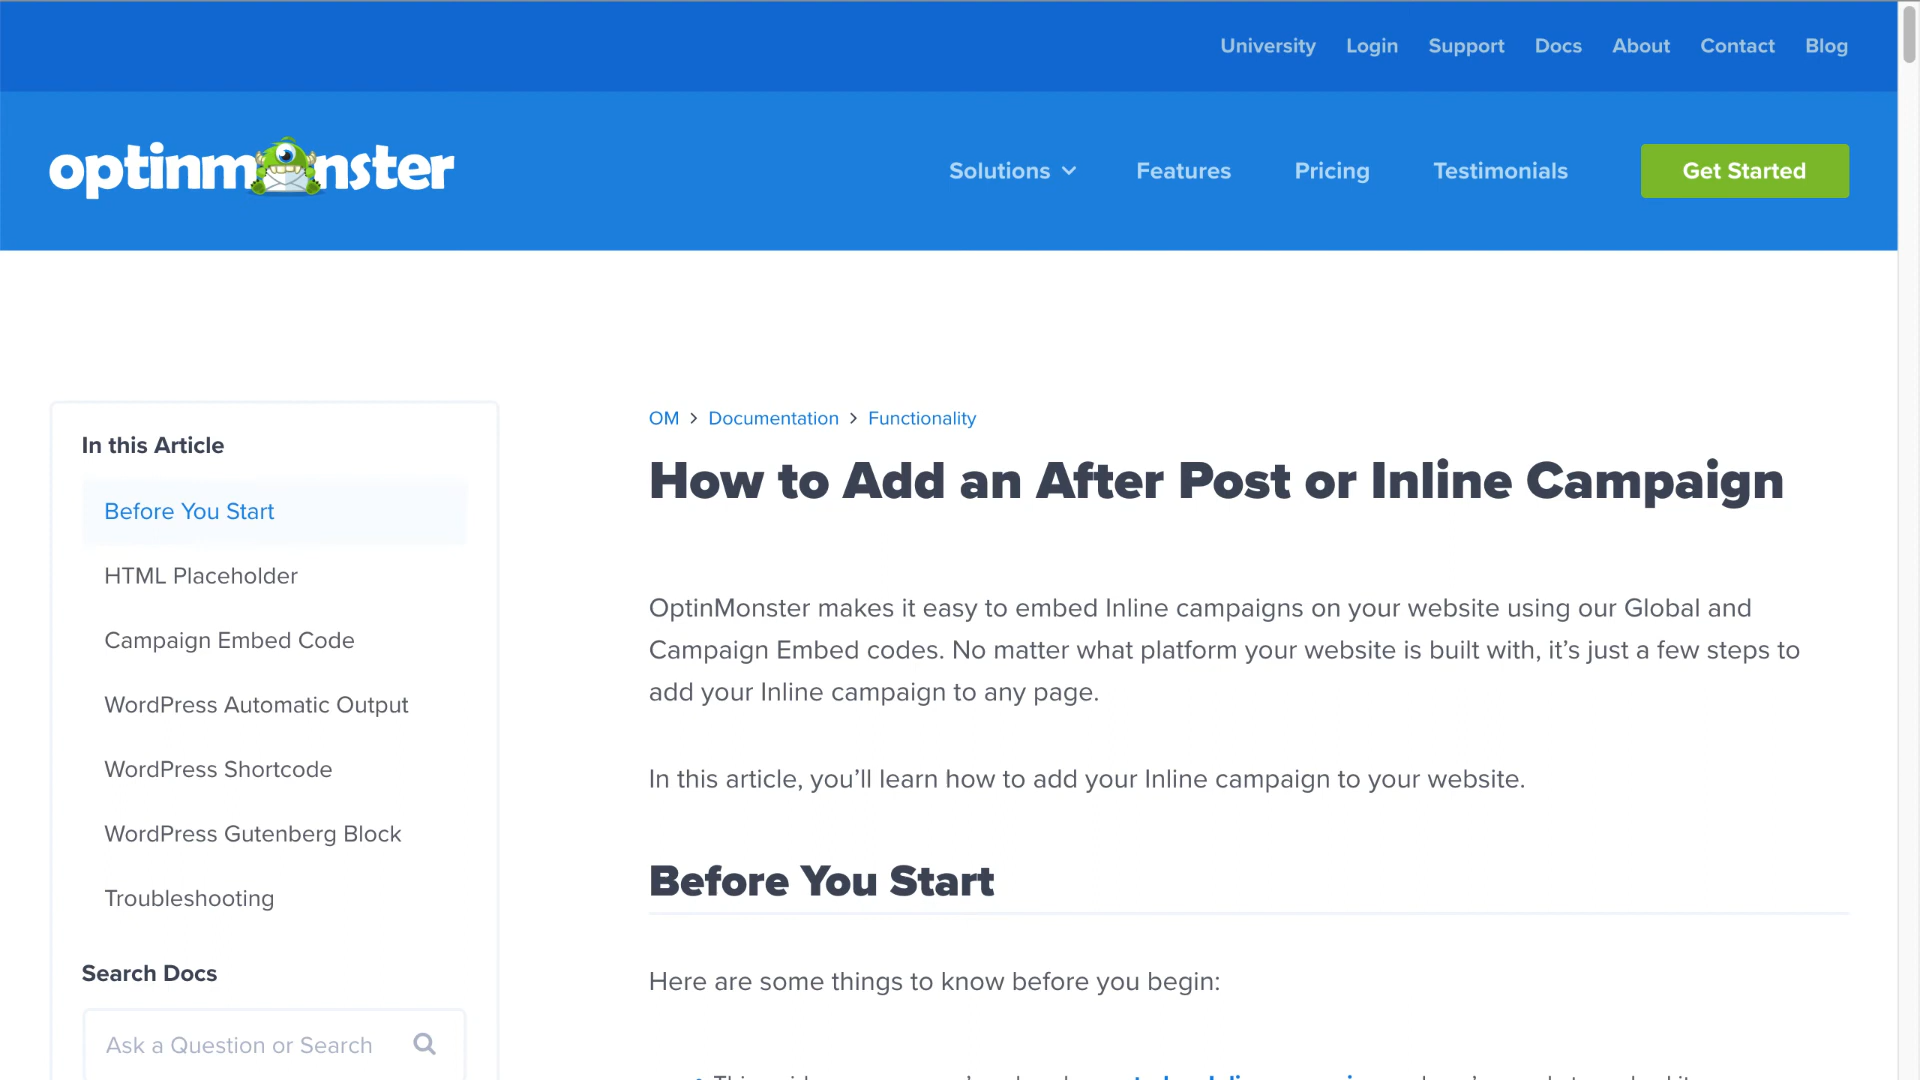 University Login Support Docs About Contact Blog
optinmonster
Solutions Features Pricing Testimonials Get Started
In this Article
Before You Start
HTML Placeholder
Campaign Embed Code
WordPress Automatic Output
WordPress Shortcode
WordPress Gutenberg Block
Troubleshooting
Search Docs
Ask a Question or Search
OM > Documentation > Functionality
How to Add an After Post or Inline Campaign
OptinMonster makes it easy to embed Inline campaigns on your website using our Global and
Campaign Embed codes. No matter what platform your website is built with, it’s just a few steps to
add your Inline campaign to any page.
In this article, you’ll learn how to add your Inline campaign to your website.
Before You Start
Here are some things to know before you begin: